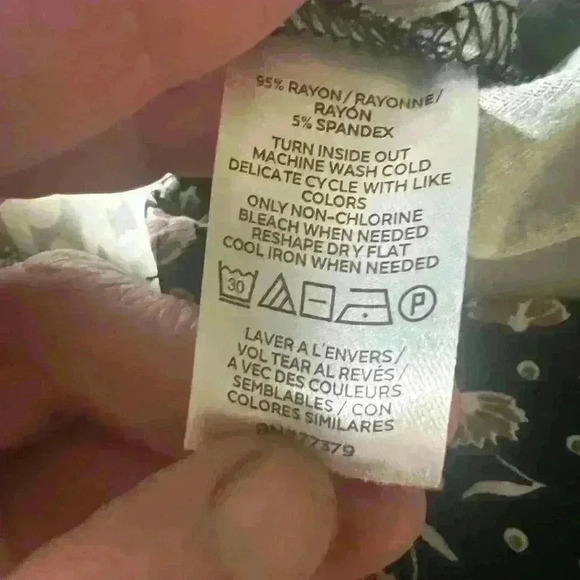 95% RAYON/RAYONNE/
RAYÓN
5% SPANDEX
TURN INSIDE OUT
MACHINE WASH COLD
DELICATE CYCLE WITH LIKE
COLORS
ONLY NON-CHLORINE
BLEACH WHEN NEEDED
RESHAPE DRY FLAT
COOL IRON WHEN NEEDED
30 P
LAVER A L'ENVERS/
VOL TEAR AL REVÉS /
A VEC DES COULEURS
SEMBLABLES / CON
COLORES SIMILARES
77379